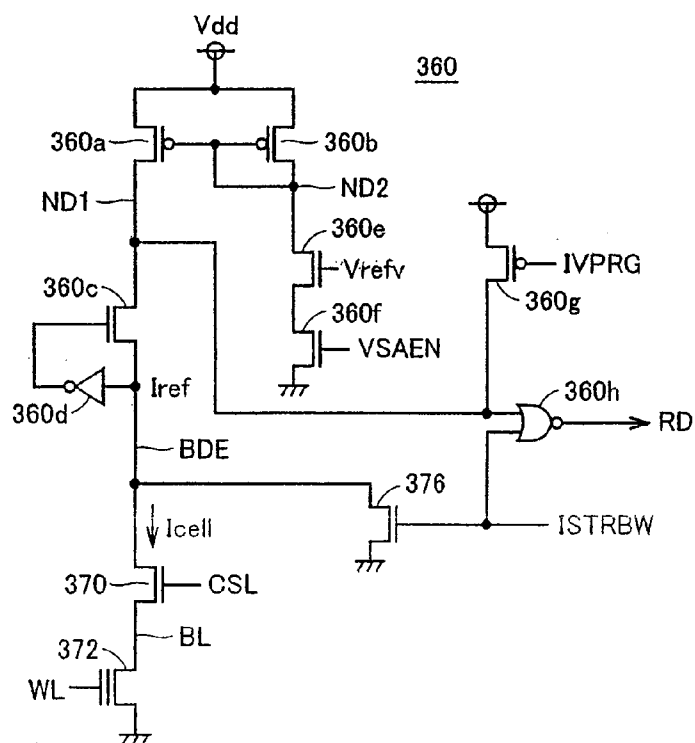 Vdd
360
360a
360b
ND1
ND2
360e
Vrefv
IVPRG
360c
360g
360f
VSAEN
360d
Iref
360h
RD
BDE
376
Icell
ISTRBW
370
CSL
BL
372
WL